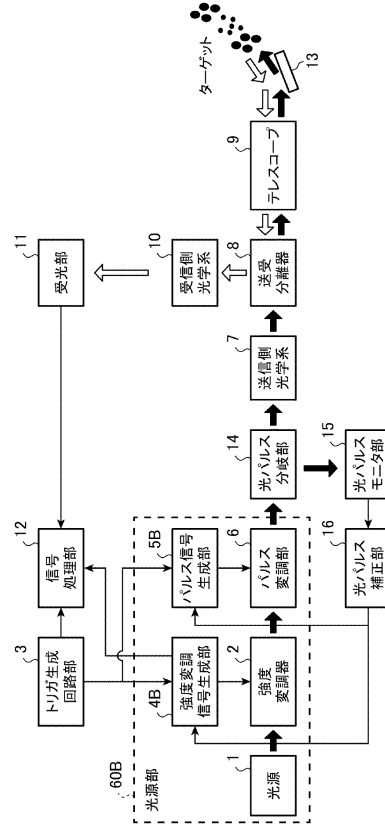 3
トリガ生成
回路部
12
信号
処理部
11
受光部
60B
光源部
4B
強度変調
信号生成部
5B
パルス信号
生成部
10
受信側
光学系
ターゲット
1
光源
2
強度
変調器
6
パルス
変調部
14
光パルス
分岐部
7
送信側
光学系
8
送受
分離器
9
テレスコープ
13
16
光パルス
補正部
15
光パルス
モニタ部